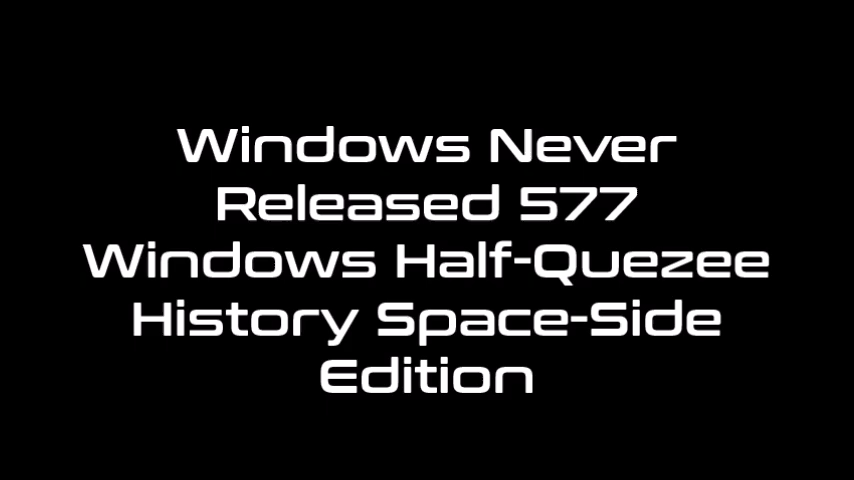 Windows Never
Released 577
Windows Half-Quezee
History Space-Side
Edition